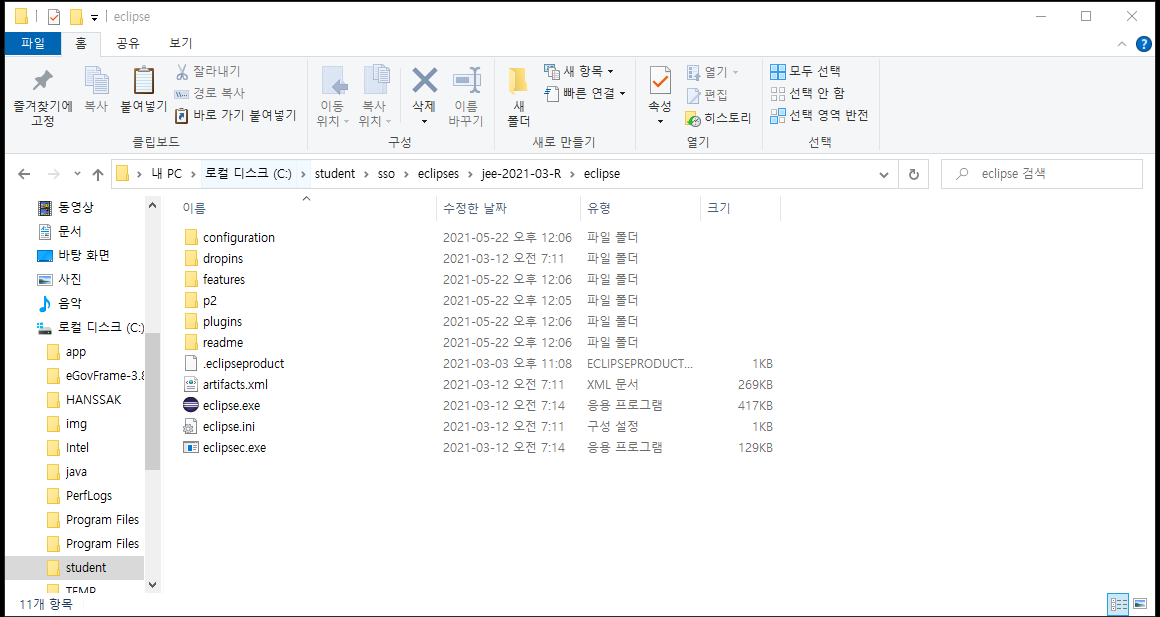 eclipse
파일 홈 공유 보기
즐겨찾기에 고정
복사
붙여넣기
잘라내기
경로 복사
바로 가기 붙여넣기
클립보드
이동 위치
복사 위치
삭제
이름 바꾸기
구성
새 폴더
새 항목
빠른 연결
새로 만들기
속성
열기
편집
히스토리
열기
모두 선택
선택 안 함
선택 영역 반전
선택
내 PC > 로컬 디스크 (C:) > student > sso > eclipses > jee-2021-03-R > eclipse
eclipse 검색
동영상
문서
바탕 화면
사진
음악
로컬 디스크 (C:)
app
eGovFrame-3.8
HANSSAK
img
Intel
java
PerfLogs
Program Files
Program Files
student
TEMP
이름 수정한 날짜 유형 크기
configuration 2021-05-22 오후 12:06 파일 폴더
dropins 2021-03-12 오전 7:11 파일 폴더
features 2021-05-22 오후 12:06 파일 폴더
p2 2021-05-22 오후 12:05 파일 폴더
plugins 2021-05-22 오후 12:06 파일 폴더
readme 2021-05-22 오후 12:06 파일 폴더
.eclipseproduct 2021-03-03 오후 11:08 ECLIPSEPRODUCT... 1KB
artifacts.xml 2021-03-12 오전 7:11 XML 문서 269KB
eclipse.exe 2021-03-12 오전 7:14 응용 프로그램 417KB
eclipse.ini 2021-03-12 오전 7:11 구성 설정 1KB
eclipsec.exe 2021-03-12 오전 7:14 응용 프로그램 129KB
11개 항목